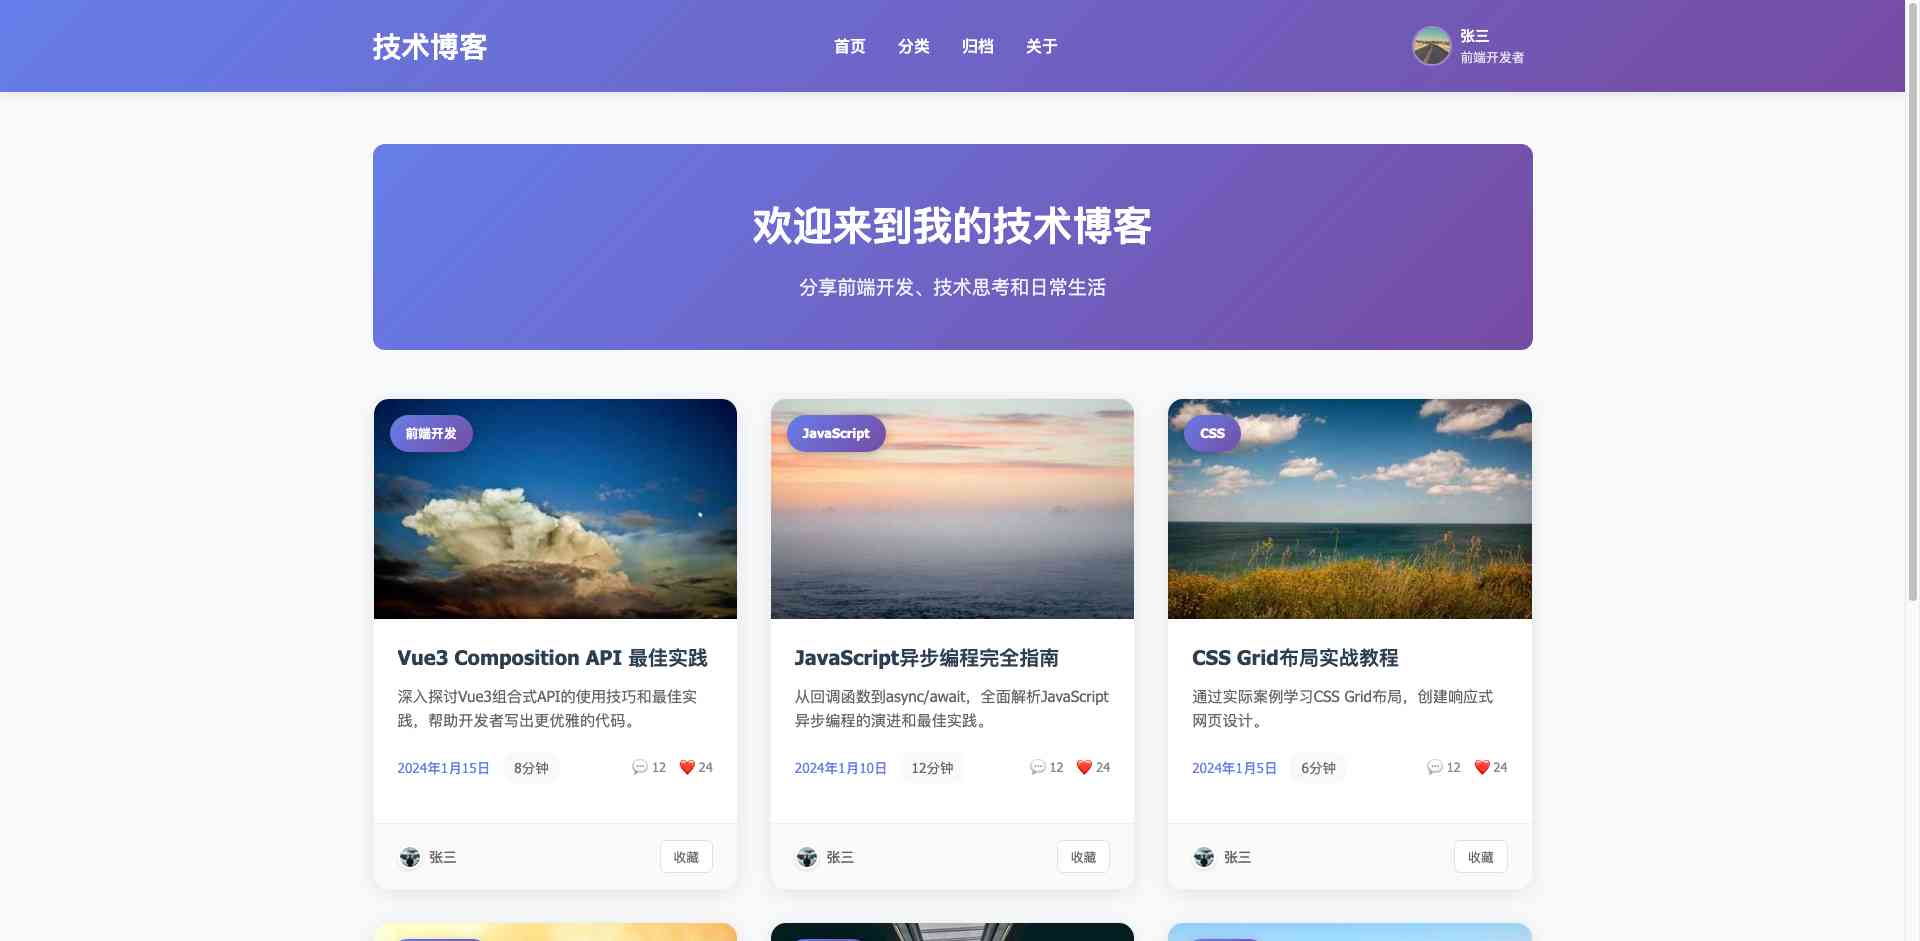 技术博客
首页 分类 归档 关于
张三
前端开发者
欢迎来到我的技术博客
分享前端开发、技术思考和日常生活
前端开发
Vue3 Composition API 最佳实践
深入探讨Vue3组合式API的使用技巧和最佳实
践，帮助开发者写出更优雅的代码。
2024年1月15日 8分钟 12 24
张三 收藏
JavaScript
JavaScript异步编程完全指南
从回调函数到async/await，全面解析JavaScript
异步编程的演进和最佳实践。
2024年1月10日 12分钟 12 24
张三 收藏
CSS
CSS Grid布局实战教程
通过实际案例学习CSS Grid布局，创建响应式
网页设计。
2024年1月5日 6分钟 12 24
张三 收藏